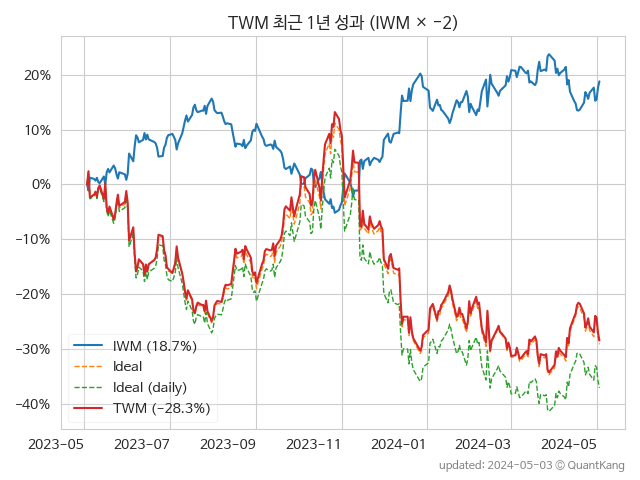 TWM 최근 1년 성과 (IWM × −2)
20%
10%
0%
−10%
−20%
−30%
−40%
IWM (18.7%)
Ideal
Ideal (daily)
TWM (−28.3%)
2023-05 2023-07 2023-09 2023-11 2024-01 2024-03 2024-05
updated: 2024-05-03 ⓒ QuantKang